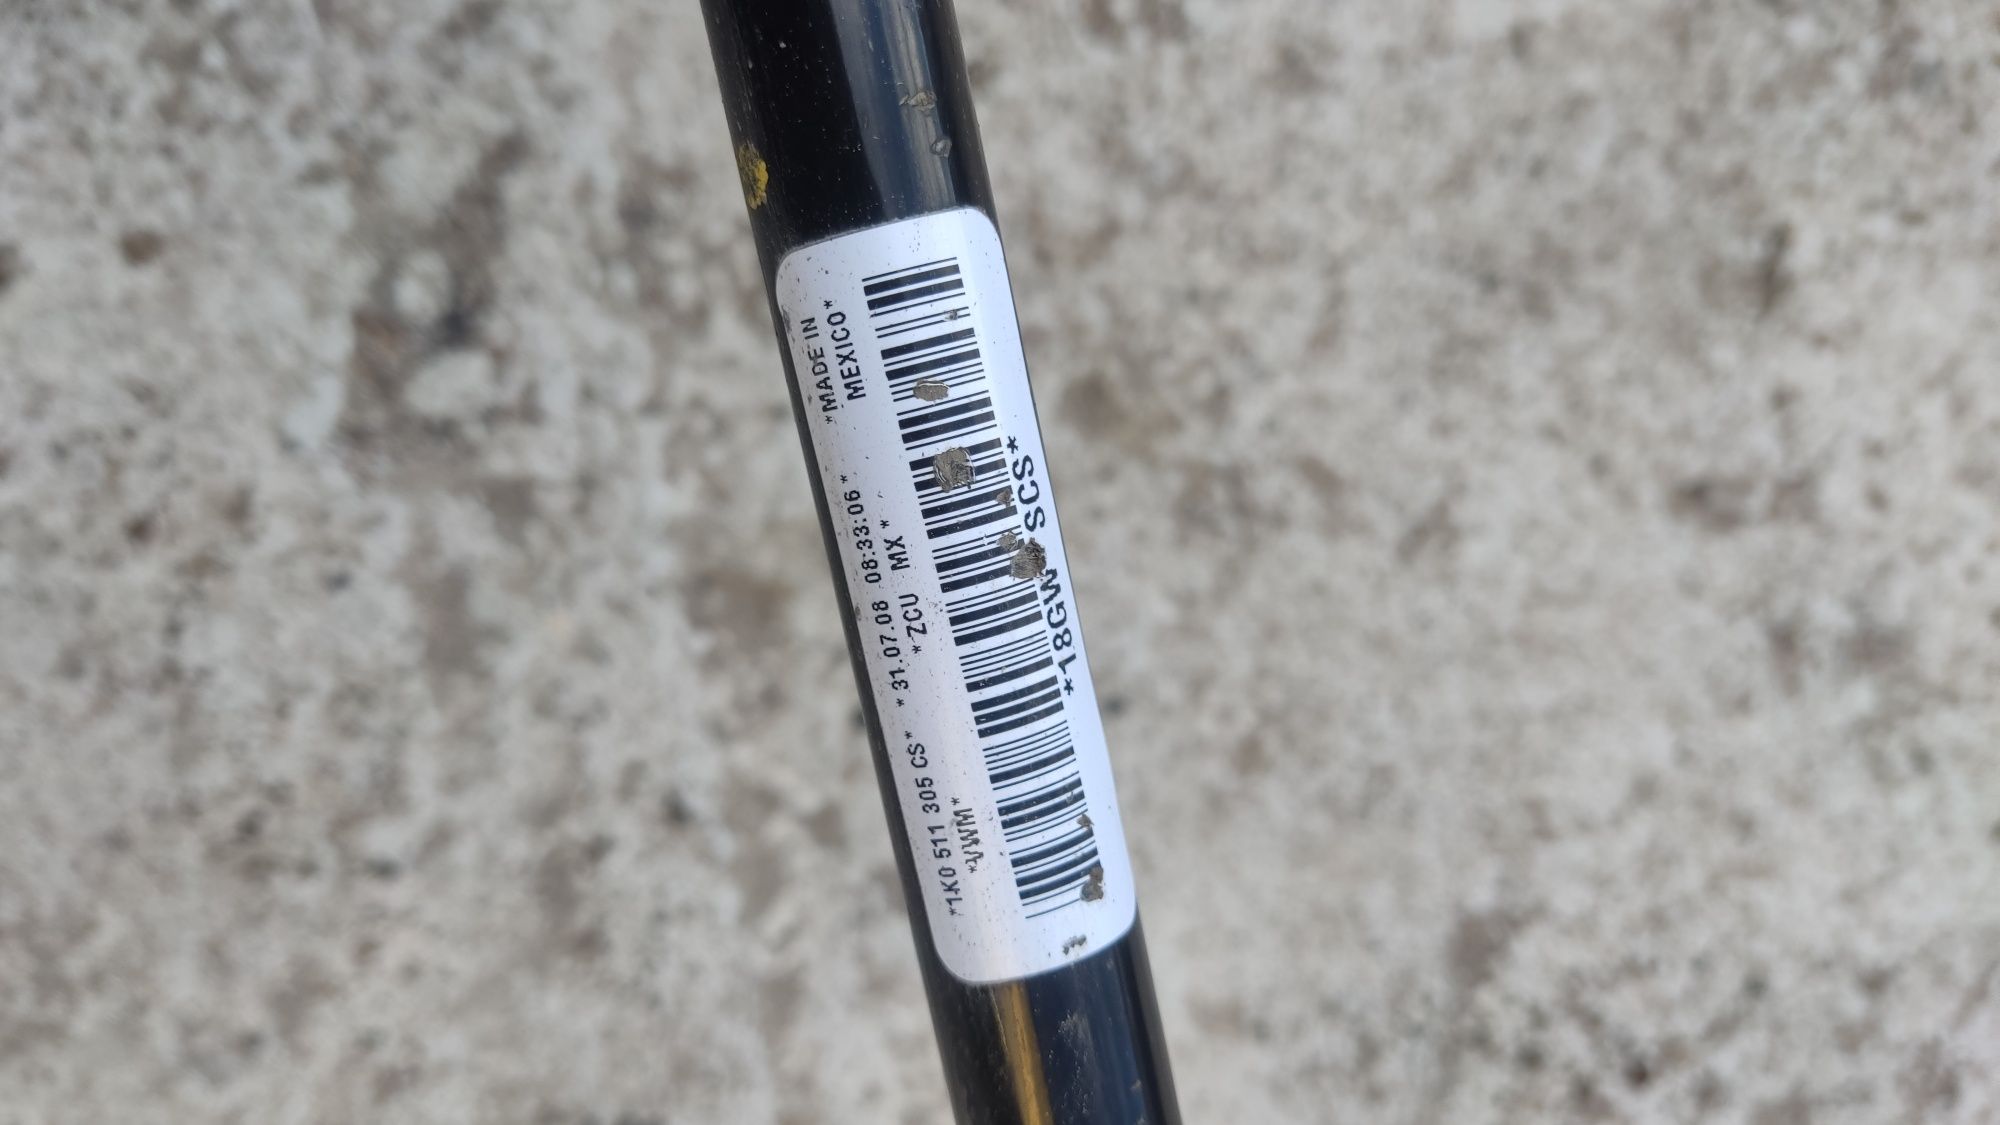 *MADE IN
MEXICO*
*1K0 511 305 CS* *31.07.08 08:33:06*
*VWM* *ZCU MX*
*18GW SCS*